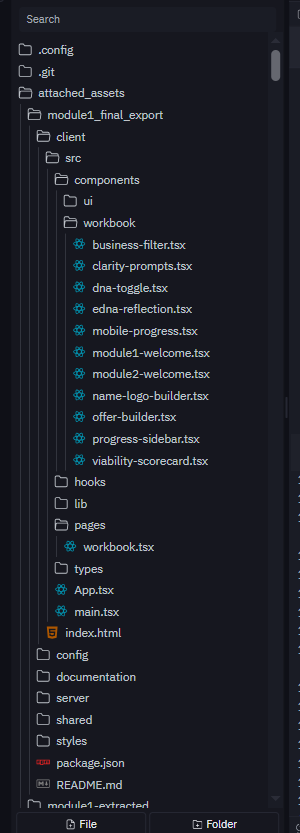 Search
.config
.git
attached_assets
module1_final_export
client
src
components
ui
workbook
business-filter.tsx
clarity-prompts.tsx
dna-toggle.tsx
edna-reflection.tsx
mobile-progress.tsx
module1-welcome.tsx
module2-welcome.tsx
name-logo-builder.tsx
offer-builder.tsx
progress-sidebar.tsx
viability-scorecard.tsx
hooks
lib
pages
workbook.tsx
types
App.tsx
main.tsx
index.html
config
documentation
server
shared
styles
package.json
README.md
module1-extracted
File Folder